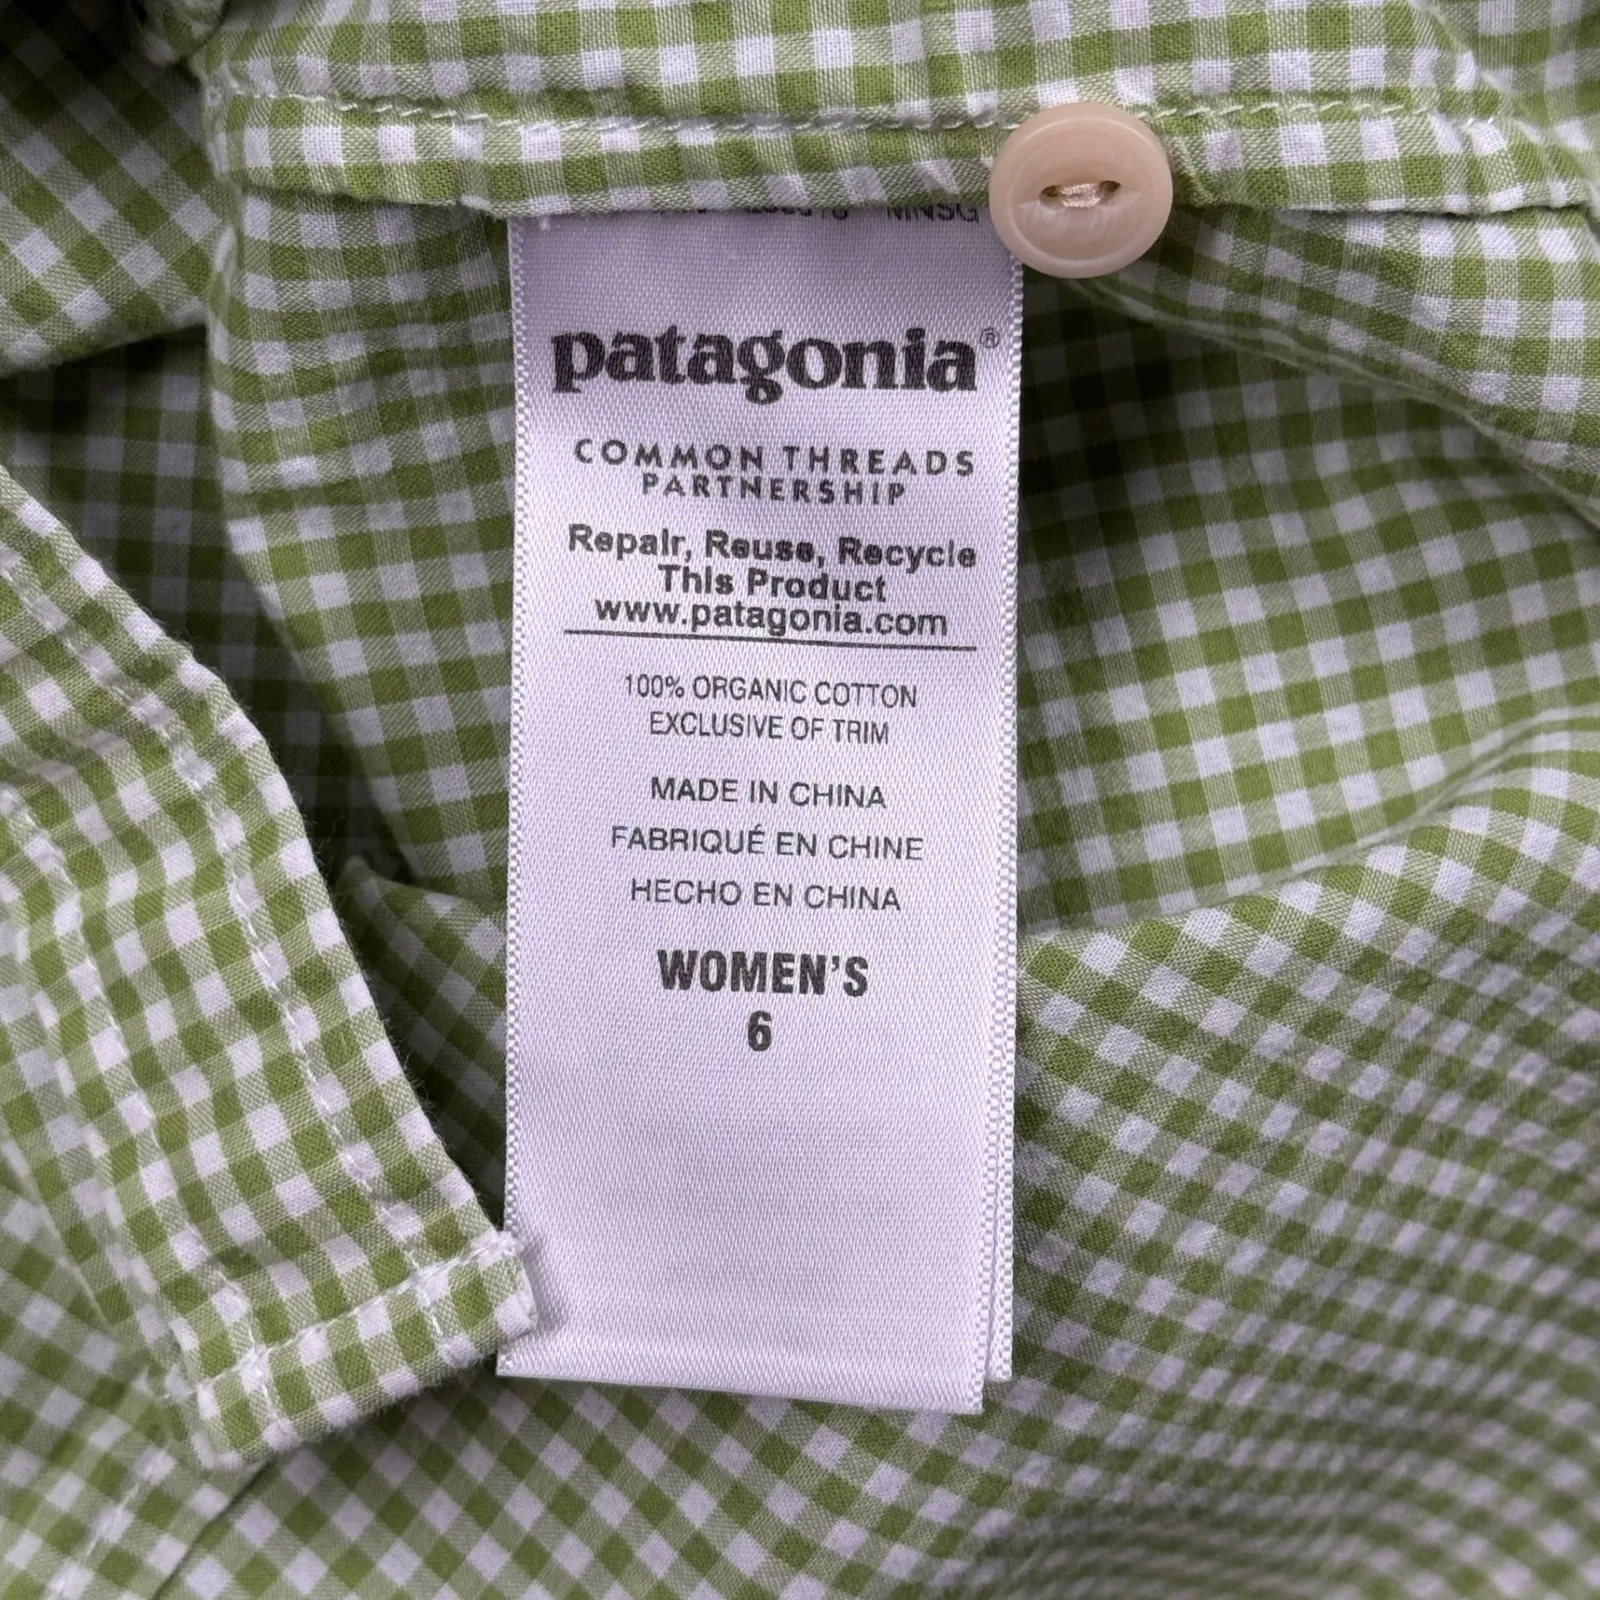 MNSG
patagonia®
COMMON THREADS
PARTNERSHIP
Repair, Reuse, Recycle
This Product
www.patagonia.com
100% ORGANIC COTTON
EXCLUSIVE OF TRIM
MADE IN CHINA
FABRIQUÉ EN CHINE
HECHO EN CHINA
WOMEN'S
6